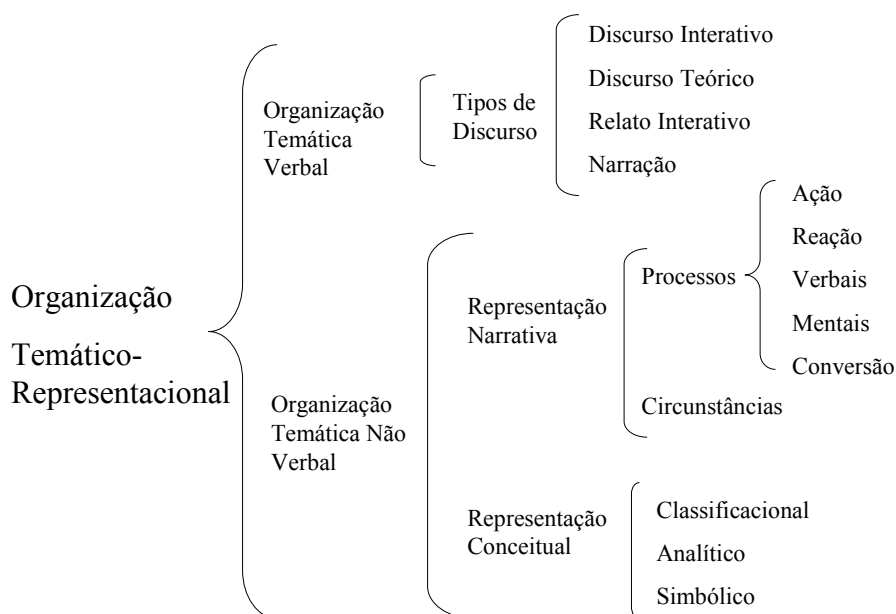 Organização
Temático-
Representacional
Organização
Temática
Verbal
Tipos de
Discurso
Discurso Interativo
Discurso Teórico
Relato Interativo
Narração
Organização
Temática Não
Verbal
Representação
Narrativa
Processos
Ação
Reação
Verbais
Mentais
Conversão
Circunstâncias
Representação
Conceitual
Classificacional
Analítico
Simbólico